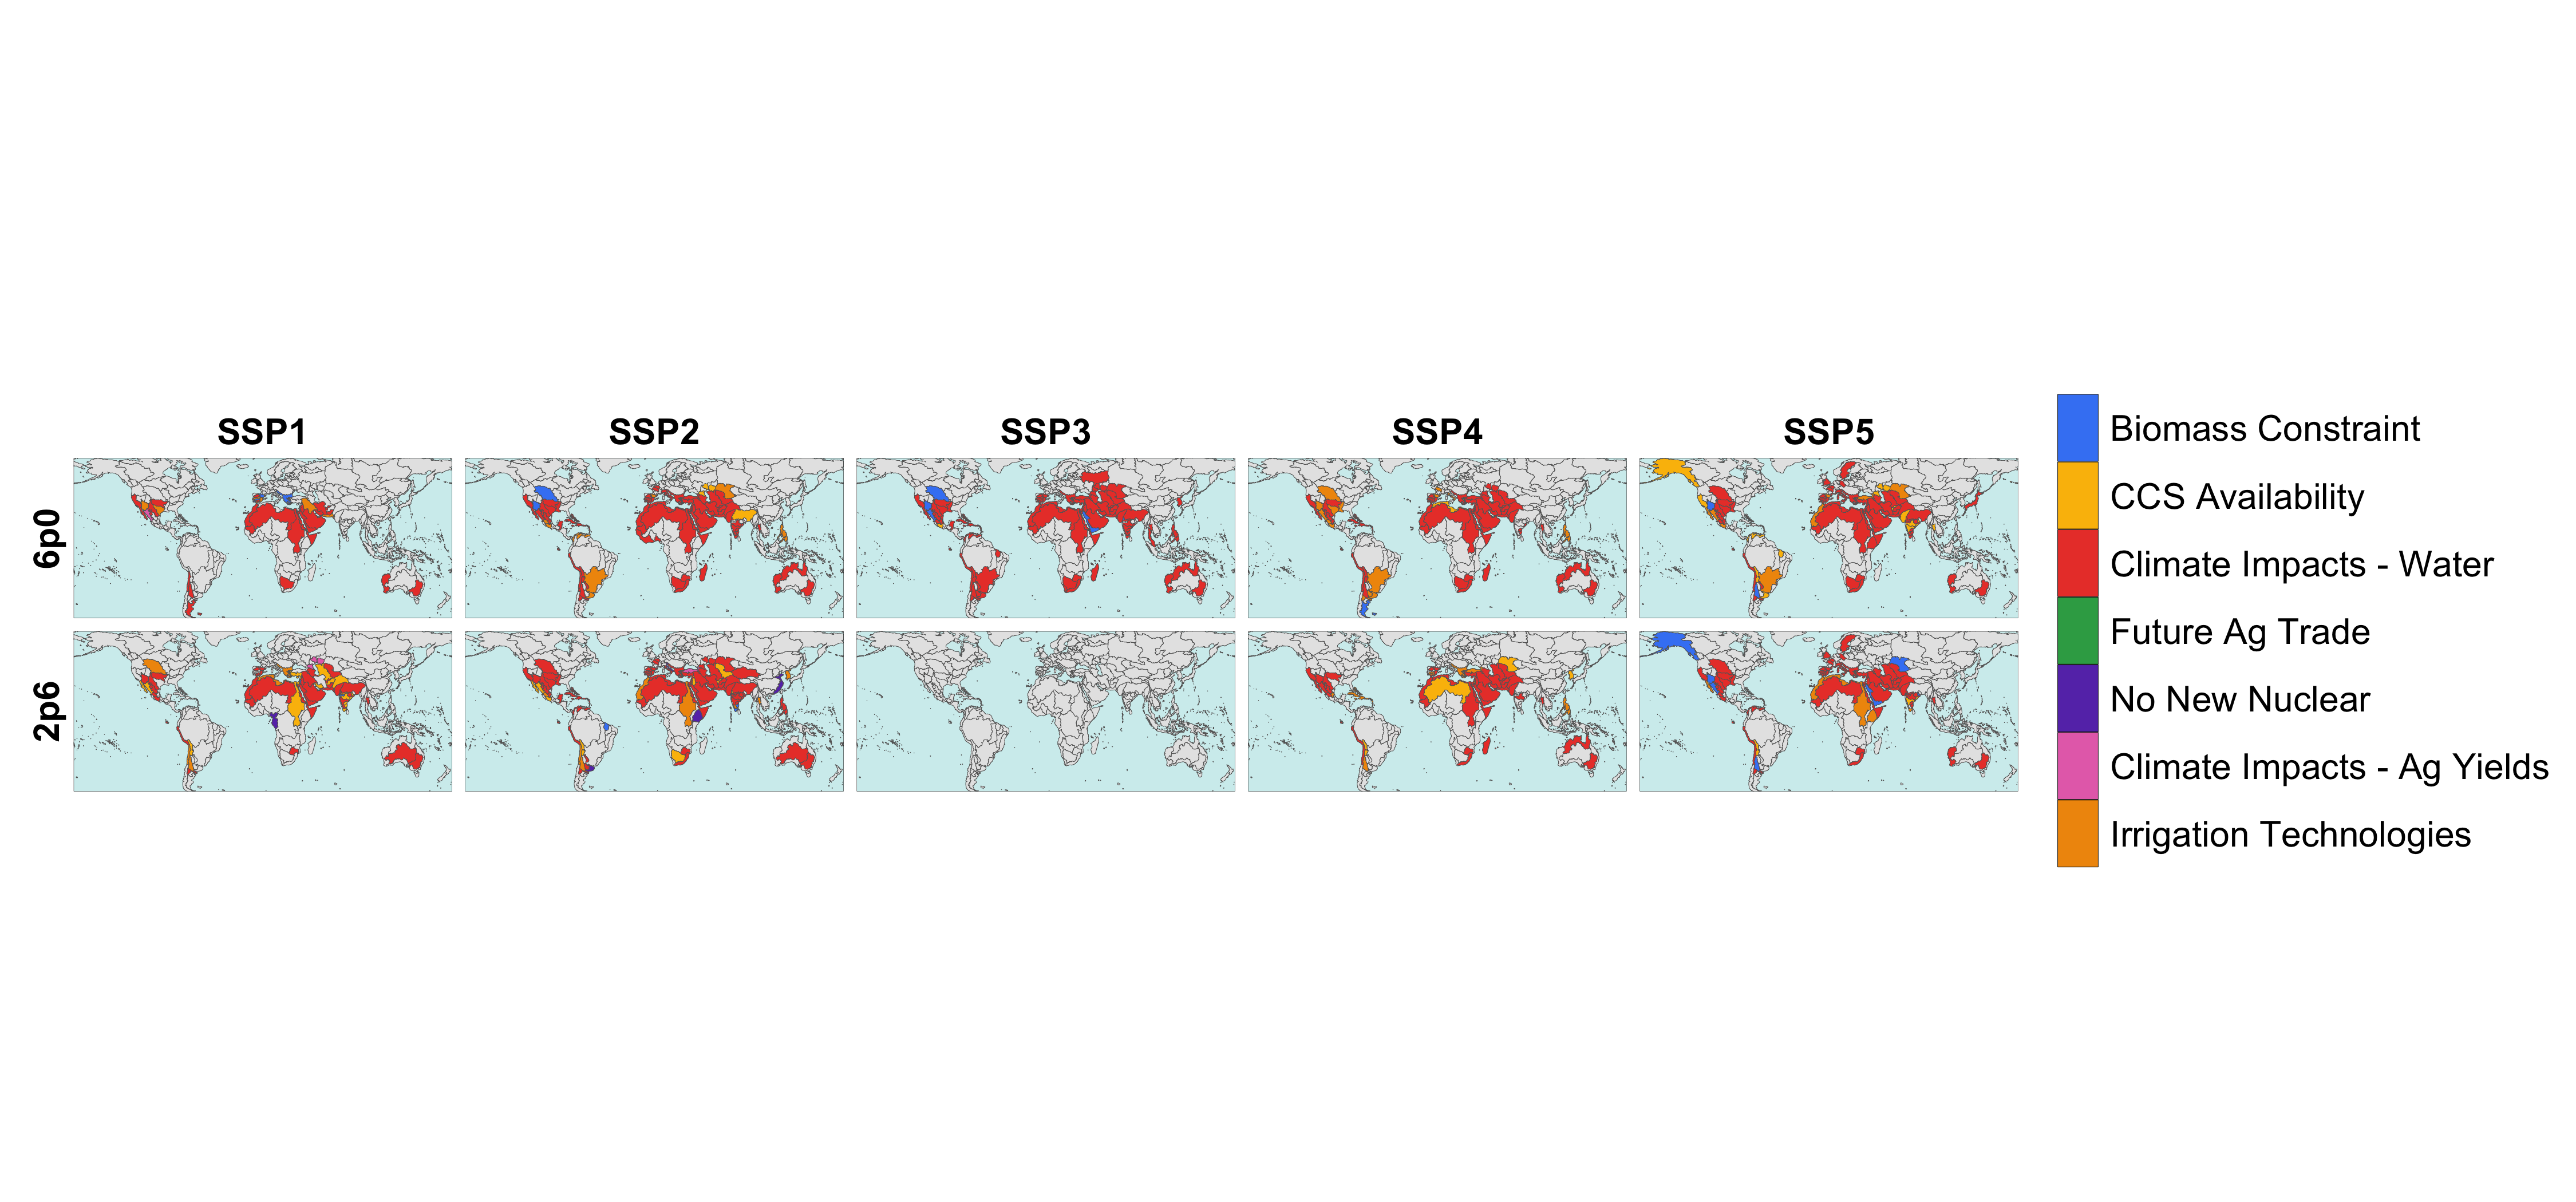 SSP1
SSP2
SSP3
SSP4
SSP5
6p0
2p6
Biomass Constraint
CCS Availability
Climate Impacts - Water
Future Ag Trade
No New Nuclear
Climate Impacts - Ag Yields
Irrigation Technologies